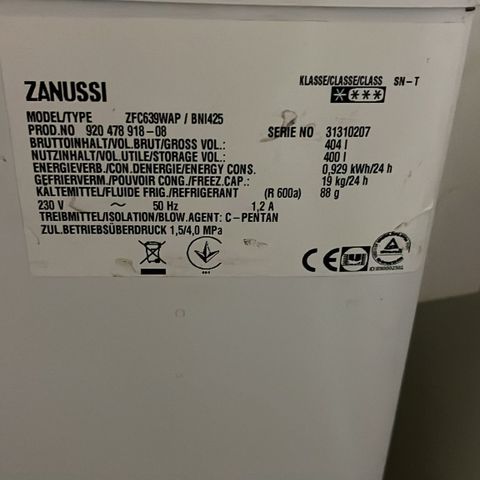 ZANUSSI
KLASSE/CLASSE/CLASS SN-T
MODELL/TYPE ZFC639WAP / BNI425
PROD.NO 920 478 918-08 SERIE NO 31310207
BRUTTOINHALT/VOL.BRUT/GROSS VOL.: 404 l
NUTZINHALT/VOL.UTILE/STORAGE VOL.: 400 l
ENERGIEVERB./CON.DENERGIE/ENERGY CONS. 0,929 kWh/24 h
GEFRIERVERM./POUVOIR CONG./FREEZ.CAP.: 19 kg/24 h
KALTEMITTEL/FLUIDE FRIG./REFRIGERANT (R 600a) 88 g
230 V ~ 50 Hz 1,2 A
TREIBMITTEL/ISOLATION/BLOW.AGENT: C-PENTAN
ZUL.BETRIEBSÜBERDRUCK 1,5/4,0 MPa
CE